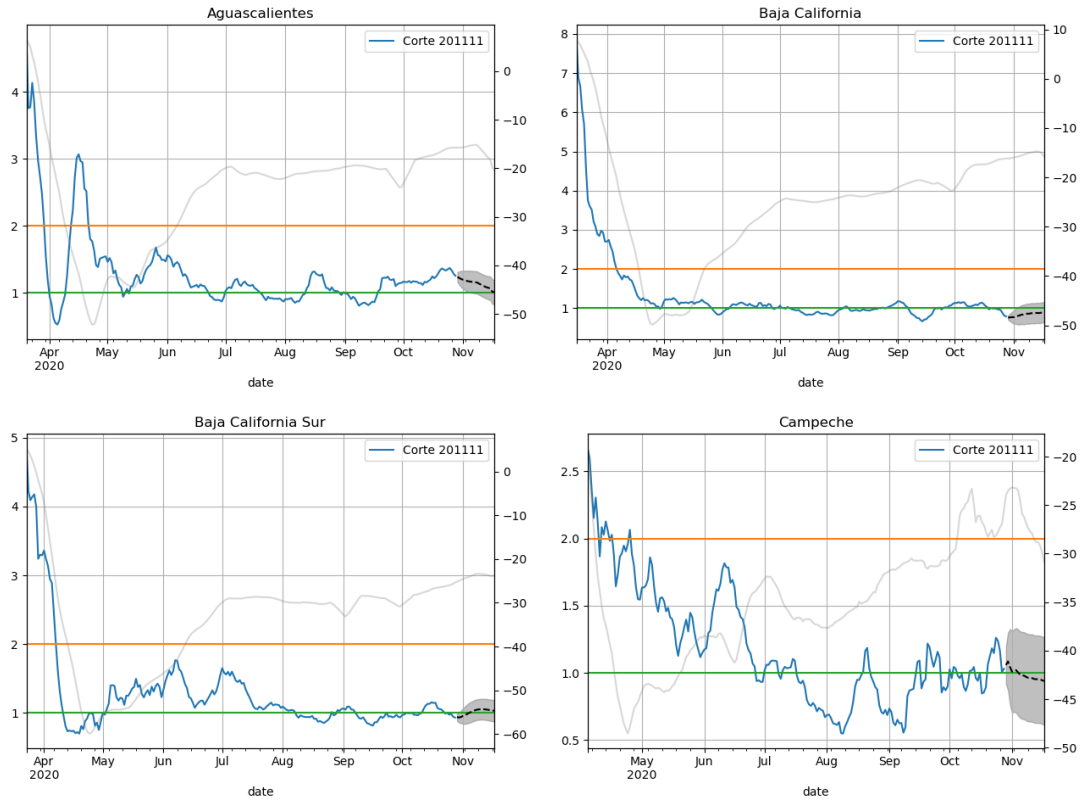 Aguascalientes
Corte 201111
4
3
2
1
0
−10
−20
−30
−40
−50
Apr
2020
May
Jun
Jul
Aug
Sep
Oct
Nov
date
Baja California
Corte 201111
8
7
6
5
4
3
2
1
10
0
−10
−20
−30
−40
−50
Apr
2020
May
Jun
Jul
Aug
Sep
Oct
Nov
date
Baja California Sur
Corte 201111
5
4
3
2
1
0
−10
−20
−30
−40
−50
−60
Apr
2020
May
Jun
Jul
Aug
Sep
Oct
Nov
date
Campeche
Corte 201111
2.5
2.0
1.5
1.0
0.5
−20
−25
−30
−35
−40
−45
−50
May
2020
Jun
Jul
Aug
Sep
Oct
Nov
date